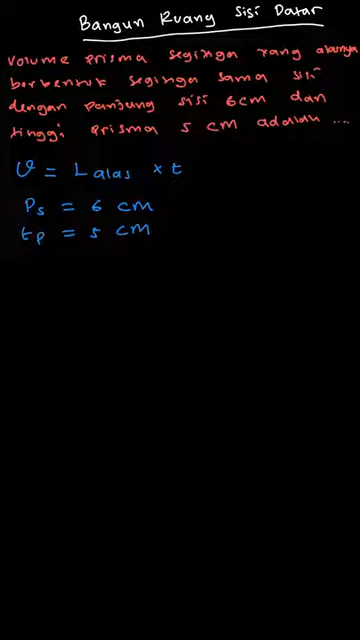 Bangun Ruang Sisi Datar
Volume prisma segitiga yang alasnya
berbentuk segitiga sama sisi
dengan panjang sisi 6cm dan
tinggi prisma 5 cm adalah ....
V = L alas x t
Ps = 6 cm
tp = 5 cm